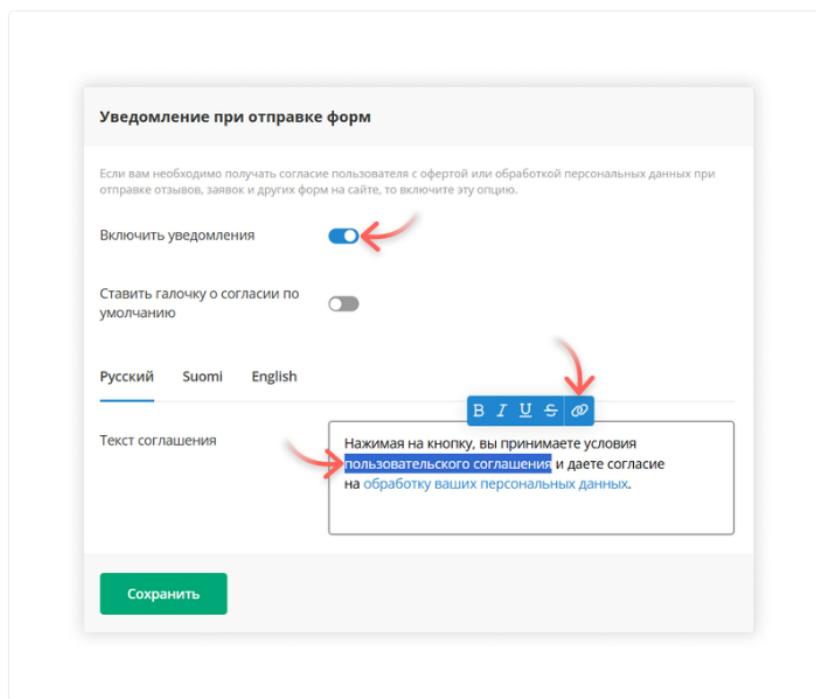 Уведомление при отправке форм
Если вам необходимо получать согласие пользователя с офертой или обработкой персональных данных при
отправке отзывов, заявок и других форм на сайте, то включите эту опцию.
Включить уведомления
Ставить галочку о согласии по
умолчанию
Русский Suomi English
B I U S
Текст соглашения
Нажимая на кнопку, вы принимаете условия
пользовательского соглашения и даете согласие
на обработку ваших персональных данных.
Сохранить